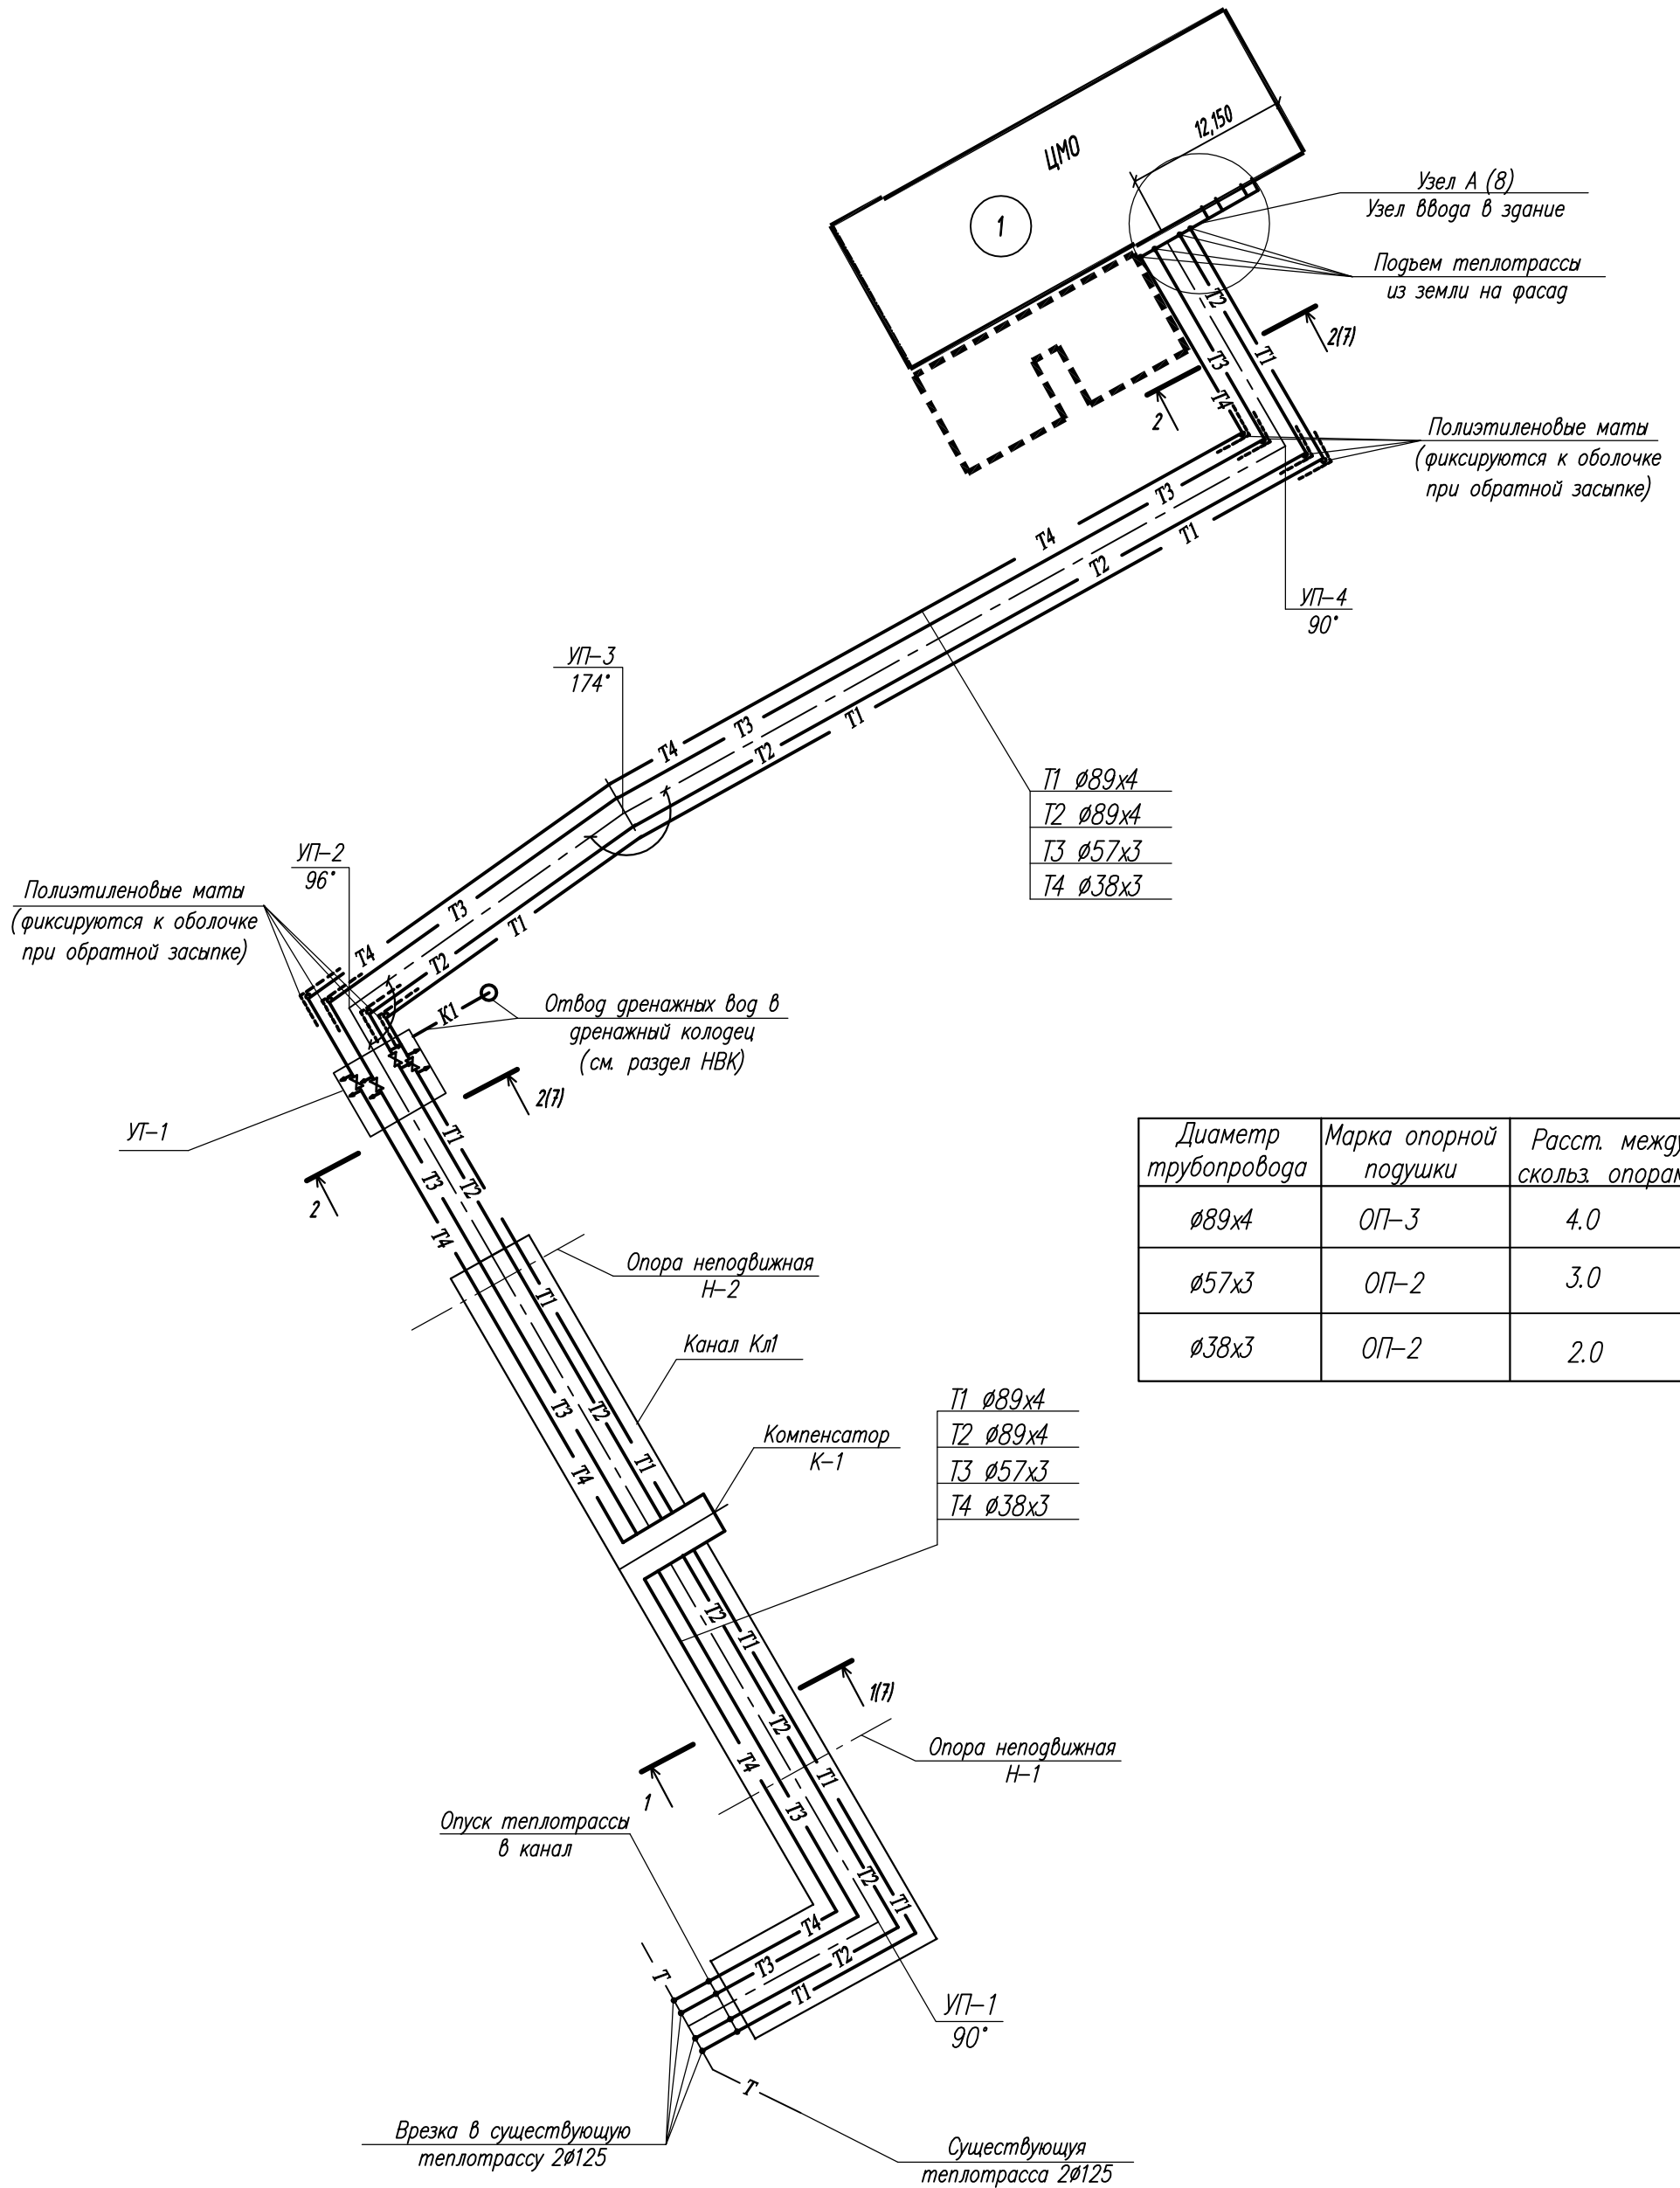 12,150
ЦМО
1
Узел А (8)
Узел ввода в здание
Подъем теплотрассы
из земли на фасад
Т2
Т1
Т3
Т4
2(7)
2
Полиэтиленовые маты
(фиксируются к оболочке
при обратной засыпке)
Т3
Т4
Т1
Т2
УП-4
90°
УП-3
174°
Т4
Т3
Т2
Т1
Т1 ø89х4
Т2 ø89х4
Т3 ø57х3
Т4 ø38х3
УП-2
96°
Полиэтиленовые маты
(фиксируются к оболочке
при обратной засыпке)
Т3
Т1
Т4
Т2
К1
Отвод дренажных вод в
дренажный колодец
(см. раздел НВК)
2(7)
УТ-1
Т1
Т3
Т2
2
Т4
Диаметр
трубопровода
Марка опорной
подушки
Расст. между
скольз. опорам
ø89х4
ОП-3
4.0
ø57х3
ОП-2
3.0
ø38х3
ОП-2
2.0
Опора неподвижная
Н-2
Т1
Канал Кл1
Т3
Т2
Компенсатор
К-1
Т1
Т4
Т1 ø89х4
Т2 ø89х4
Т3 ø57х3
Т4 ø38х3
Т2
Т1
1(7)
Т2
Опора неподвижная
Н-1
Т4
Т1
1
Т3
Опуск теплотрассы
в канал
Т2
Т1
Т4
Т2
Т3
Т
Т1
УП-1
90°
Т
Врезка в существующую
теплотрассу 2ø125
Существующуя
теплотрасса 2ø125